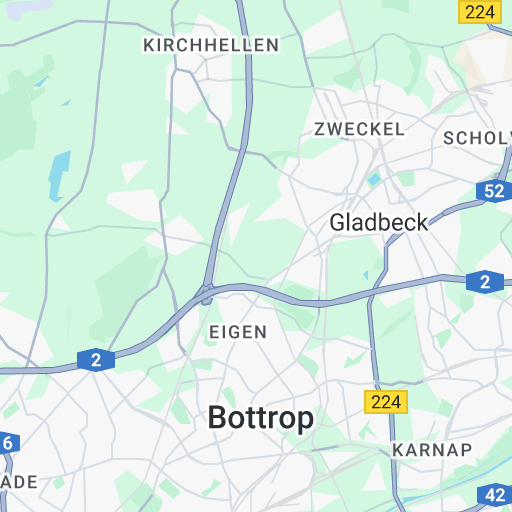 224
KIRCHHELLEN
ZWECKEL
SCHOLV
52
Gladbeck
2
EIGEN
2
224
Bottrop
6
KARNAP
ADE
42